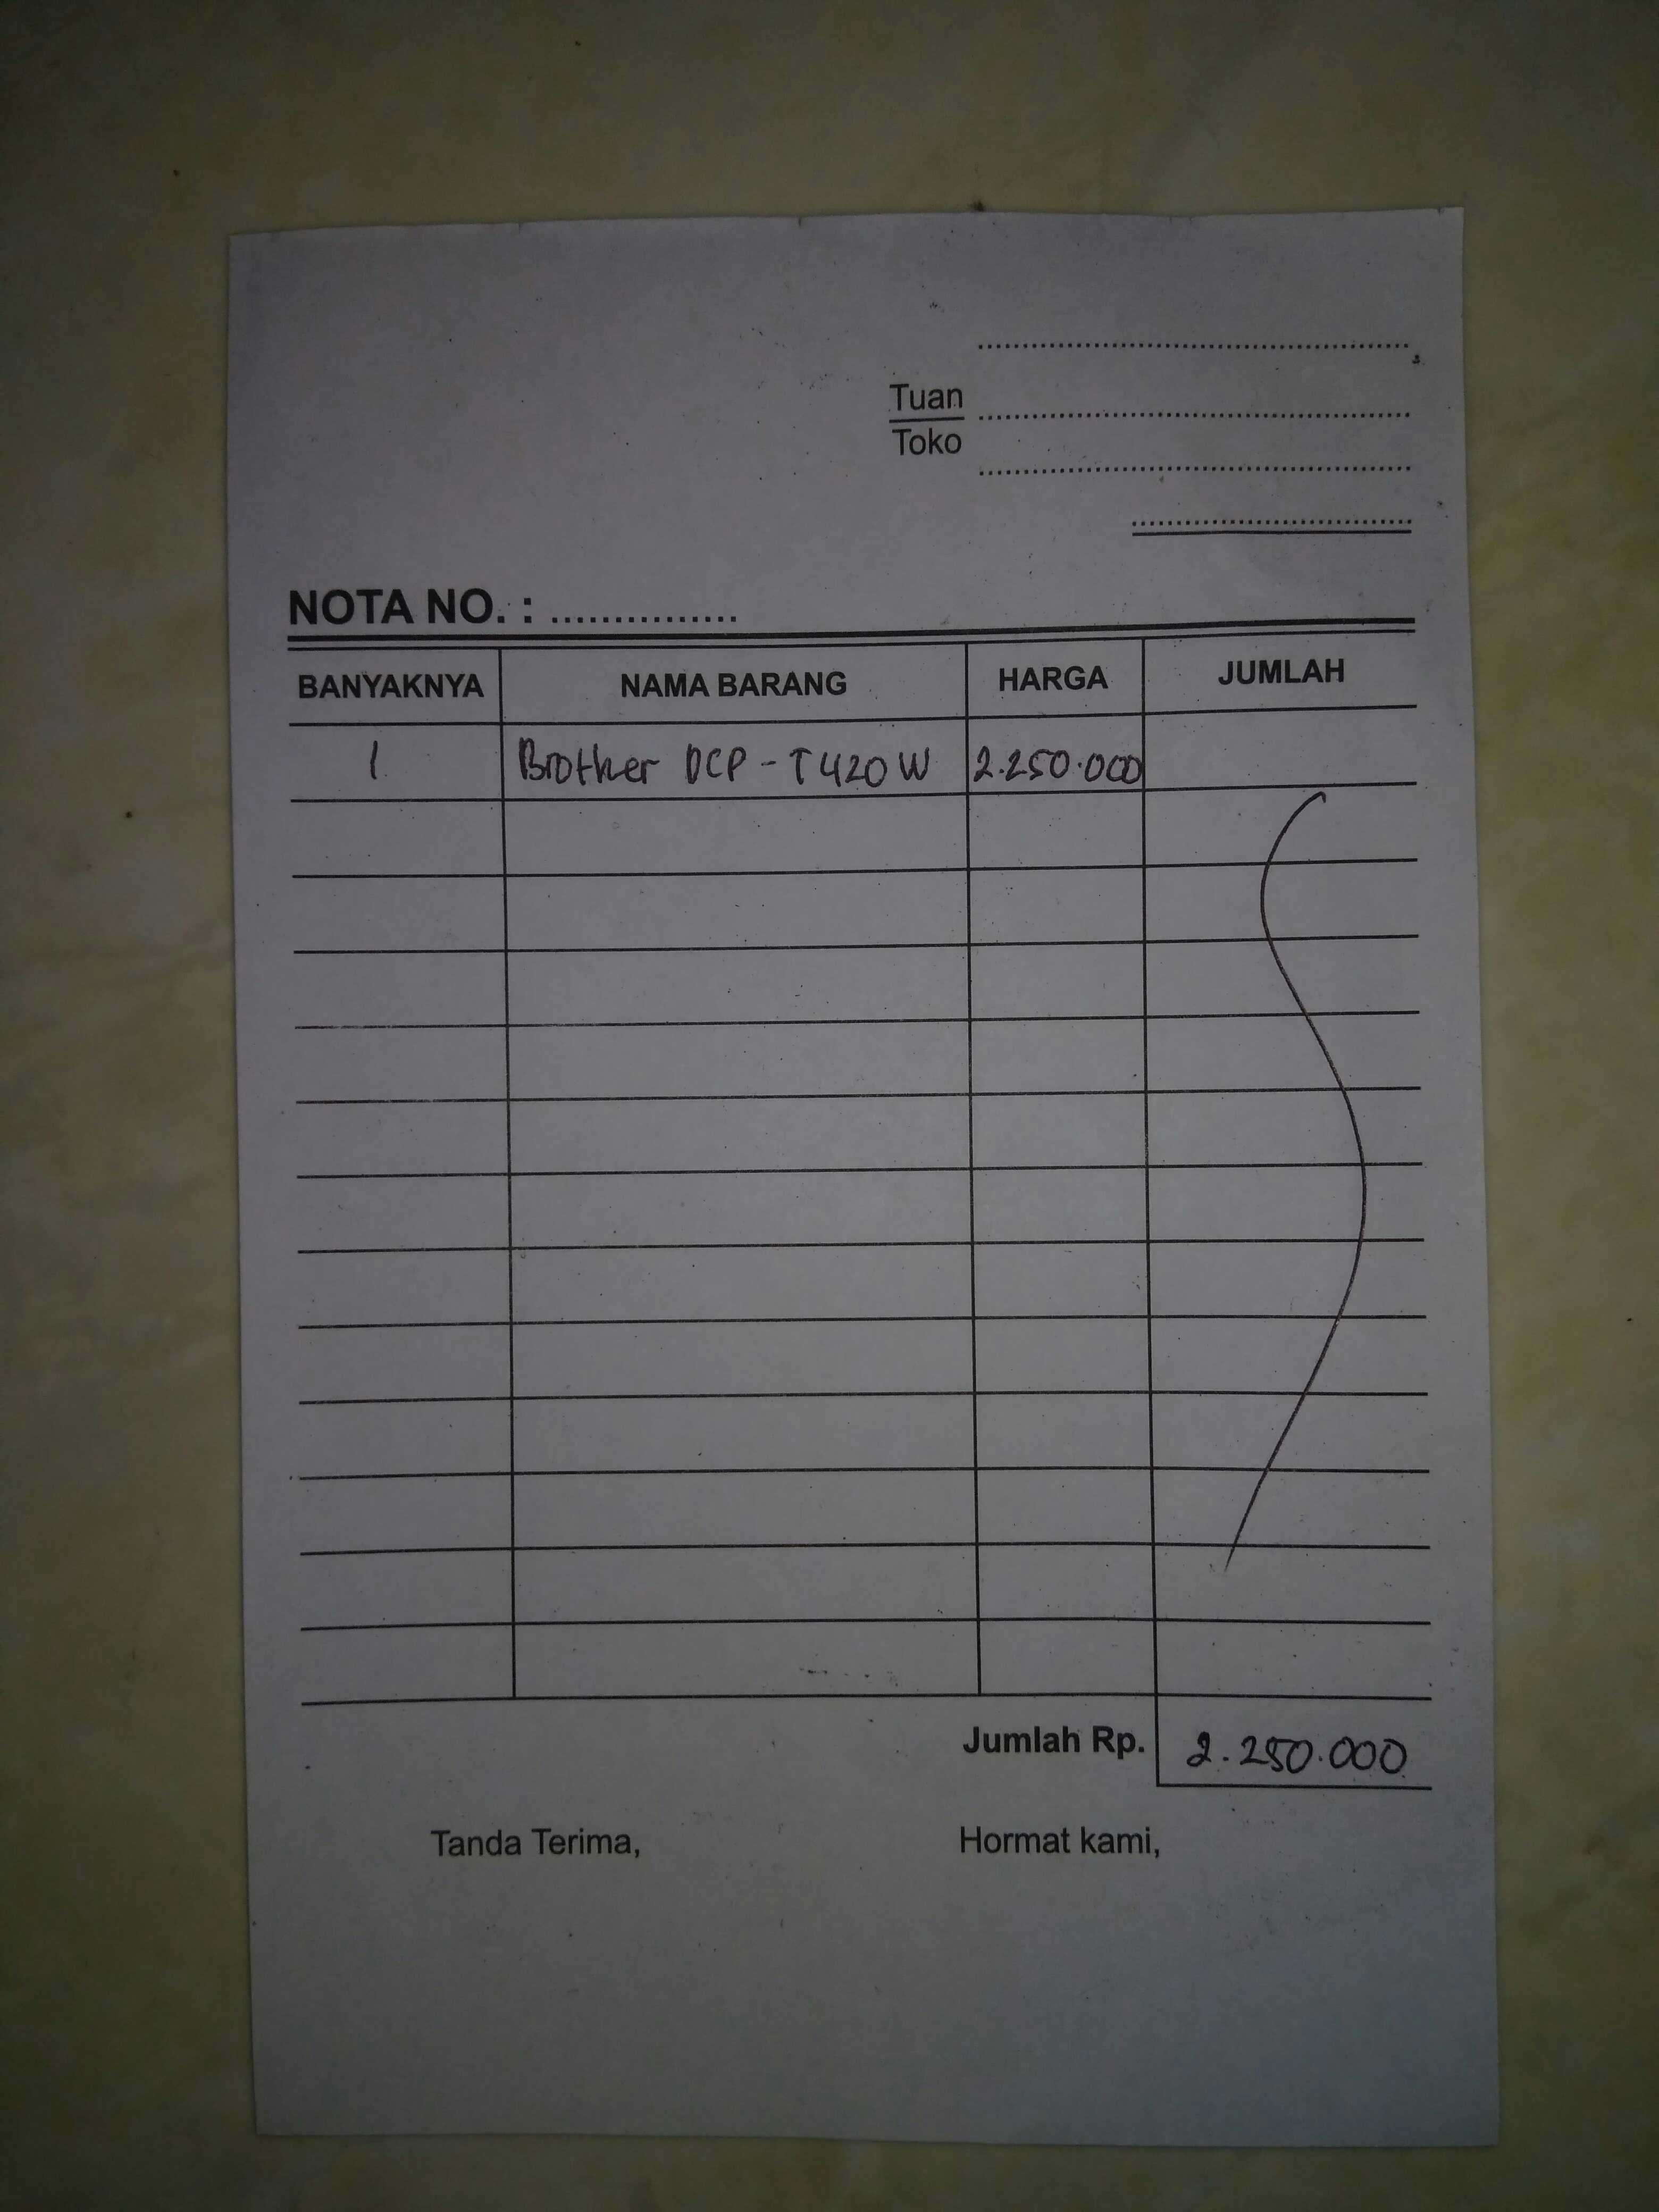 Tuan
Toko
NOTA NO. : ...............
BANYAKNYA NAMA BARANG HARGA JUMLAH
1 Brother DCP - T420W 2.250.000
Jumlah Rp. 2.250.000
Tanda Terima, Hormat kami,